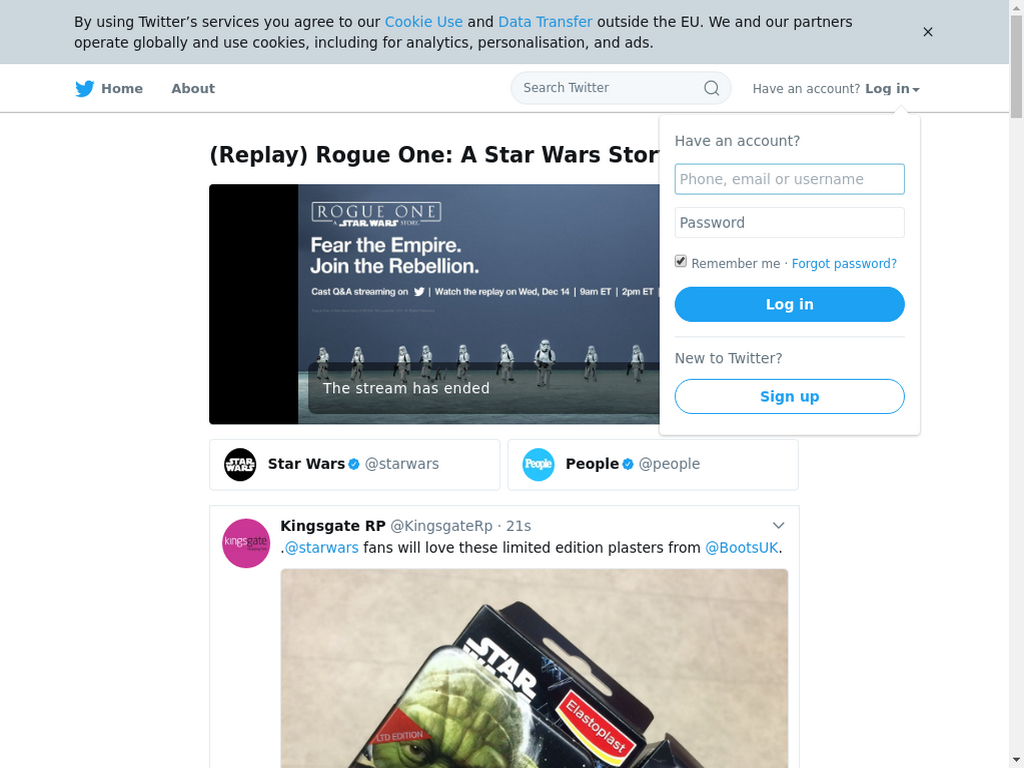 By using Twitter’s services you agree to our Cookie Use and Data Transfer outside the EU. We and our partners
operate globally and use cookies, including for analytics, personalisation, and ads.
Home
About
Search Twitter
Have an account? Log in
(Replay) Rogue One: A Star Wars Stor
Have an account?
Phone, email or username
Password
Remember me · Forgot password?
Log in
New to Twitter?
Sign up
ROGUE ONE
A STAR WARS STORY
Fear the Empire.
Join the Rebellion.
Cast Q&A streaming on | Watch the replay on Wed, Dec 14 | 9am ET | 2pm ET |
The stream has ended
STAR WARS
Star Wars @starwars
People
People @people
kingsgate
Kingsgate RP @KingsgateRp · 21s
.@starwars fans will love these limited edition plasters from @BootsUK.
STAR
WARS
Elastoplast
LTD EDITION